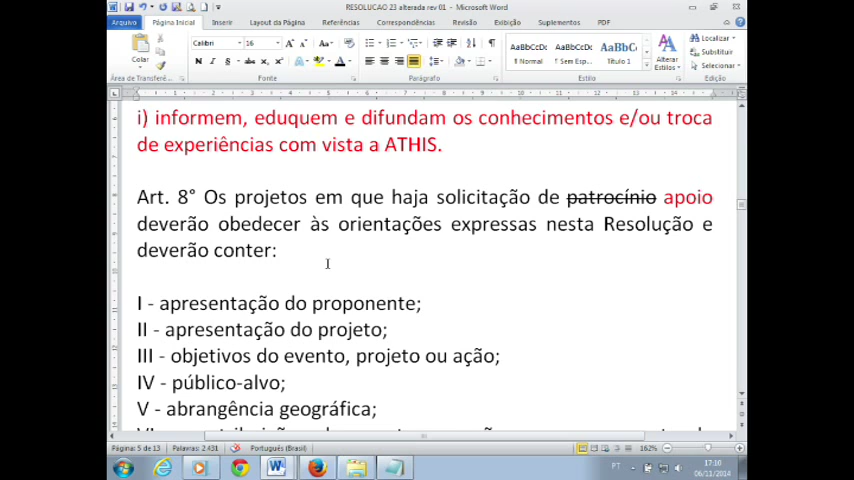 RESOLUCAO 23 alterada rev 01 - Microsoft Word
Arquivo Página Inicial Inserir Layout da Página Referências Correspondências Revisão Exibição Suplementos PDF
Calibri 16 Localizar
Colar Substituir
Selecionar
AaBbCcDc AaBbCcDc AaBbC
¶ Normal ¶ Sem Esp... Título 1 Alterar Estilos
Área de Transferê... Fonte Parágrafo Estilo Edição
i) informem, eduquem e difundam os conhecimentos e/ou troca
de experiências com vista a ATHIS.
Art. 8° Os projetos em que haja solicitação de patrocínio apoio
deverão obedecer às orientações expressas nesta Resolução e
deverão conter:
I - apresentação do proponente;
II - apresentação do projeto;
III - objetivos do evento, projeto ou ação;
IV - público-alvo;
V - abrangência geográfica;
Página: 5 de 13 Palavras: 2.431 Português (Brasil) 162%
PT 17:10
06/11/2014